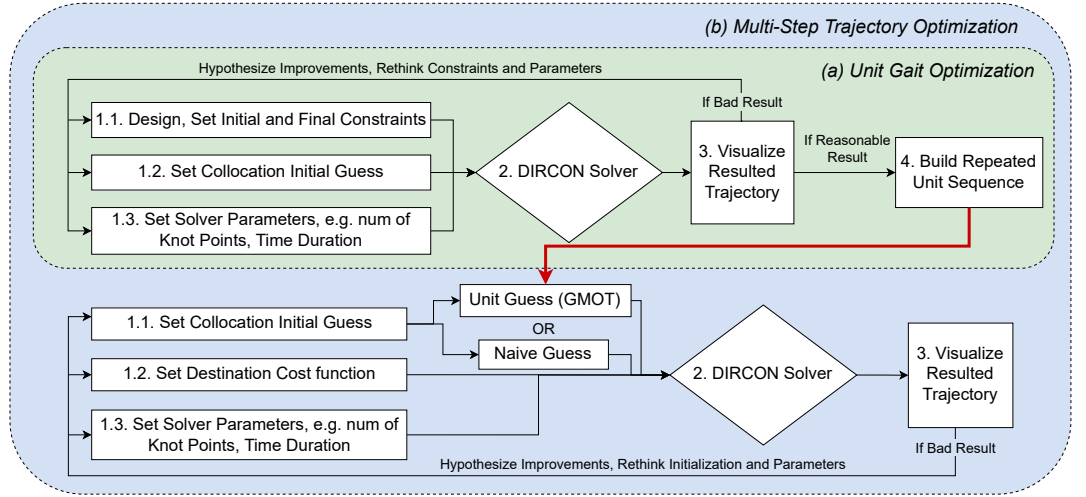 (b) Multi-Step Trajectory Optimization
(a) Unit Gait Optimization
Hypothesize Improvements, Rethink Constraints and Parameters
If Bad Result
1.1. Design, Set Initial and Final Constraints
1.2. Set Collocation Initial Guess
1.3. Set Solver Parameters, e.g. num of
Knot Points, Time Duration
2. DIRCON Solver
3. Visualize
Resulted
Trajectory
If Reasonable
Result
4. Build Repeated
Unit Sequence
1.1. Set Collocation Initial Guess
Unit Guess (GMOT)
OR
Naive Guess
1.2. Set Destination Cost function
1.3. Set Solver Parameters, e.g. num of
Knot Points, Time Duration
2. DIRCON Solver
3. Visualize
Resulted
Trajectory
If Bad Result
Hypothesize Improvements, Rethink Initialization and Parameters